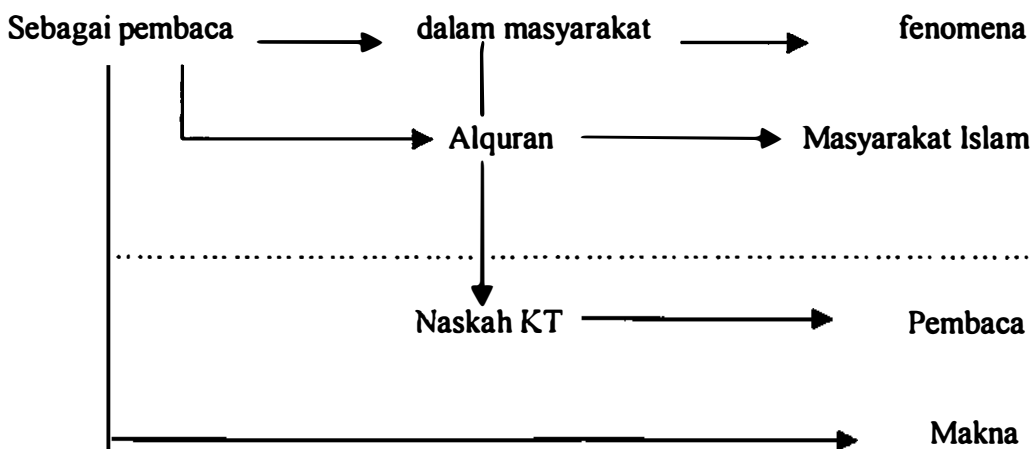 Sebagai pembaca dalam masyarakat fenomena
Alquran Masyarakat Islam
Naskah KT Pembaca
Makna